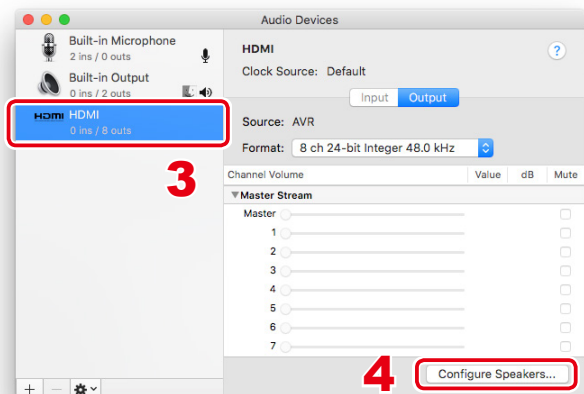 Audio Devices
Built-in Microphone
2 ins / 0 outs
Built-in Output
0 ins / 2 outs
HDMI HDMI
0 ins / 8 outs
3
HDMI
?
Clock Source: Default
Input Output
Source: AVR
Format: 8 ch 24-bit Integer 48.0 kHz
Channel Volume Value dB Mute
Master Stream
Master
1
2
3
4
5
6
7
4
Configure Speakers...